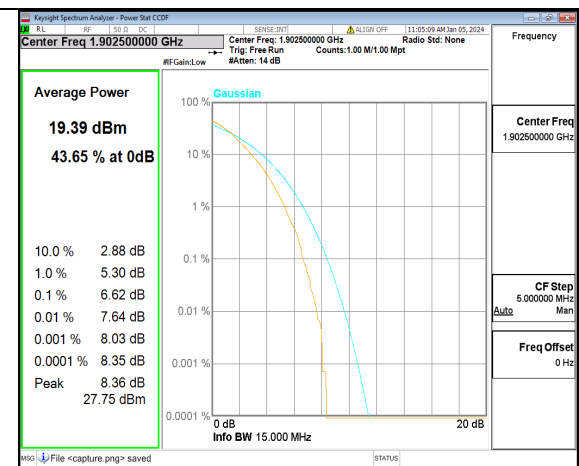 Keysight Spectrum Analyzer - Power Stat CCDF
RL RF 50 Ω DC SENSE:INT ALIGN OFF 11:05:09 AM Jan 05, 2024
Center Freq 1.902500000 GHz
Center Freq: 1.902500000 GHz Radio Std: None
Trig: Free Run Counts:1.00 M/1.00 Mpt
#IFGain:Low #Atten: 14 dB
Frequency
Average Power
19.39 dBm
43.65 % at 0dB
10.0 % 2.88 dB
1.0 % 5.30 dB
0.1 % 6.62 dB
0.01 % 7.64 dB
0.001 % 8.03 dB
0.0001 % 8.35 dB
Peak 8.36 dB
27.75 dBm
Gaussian
100 %
10 %
1 %
0.1 %
0.01 %
0.001 %
0.0001 %
0 dB 20 dB
Info BW 15.000 MHz
Center Freq
1.902500000 GHz
CF Step
5.000000 MHz
Auto Man
Freq Offset
0 Hz
MSG File <capture.png> saved STATUS